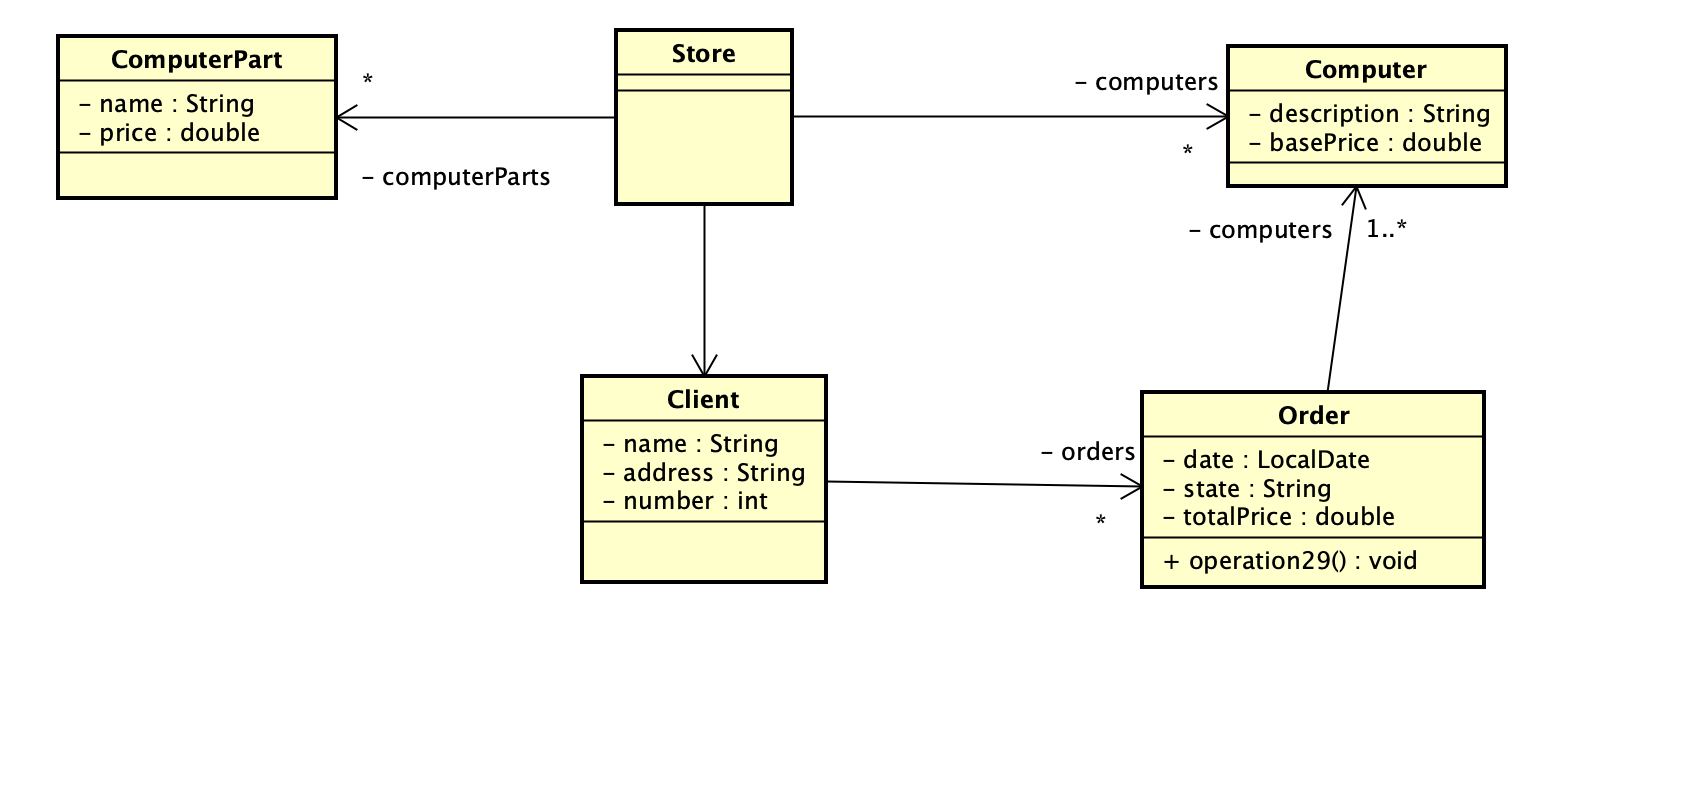 ComputerPart
– name : String
– price : double
*
– computerParts
Store
– computers
*
Computer
– description : String
– basePrice : double
– computers
1..*
Client
– name : String
– address : String
– number : int
– orders
*
Order
– date : LocalDate
– state : String
– totalPrice : double
+ operation29() : void